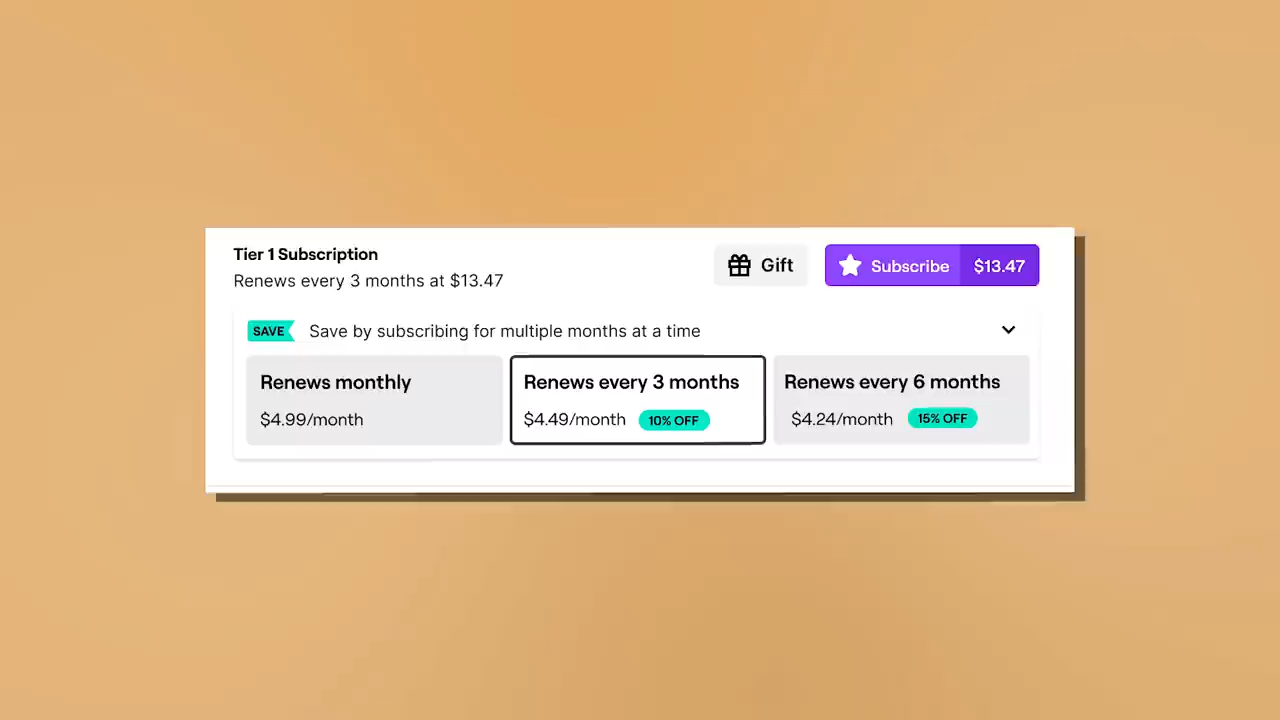 Tier 1 Subscription
Renews every 3 months at $13.47
Gift
Subscribe $13.47
SAVE Save by subscribing for multiple months at a time
Renews monthly
$4.99/month
Renews every 3 months
$4.49/month 10% OFF
Renews every 6 months
$4.24/month 15% OFF